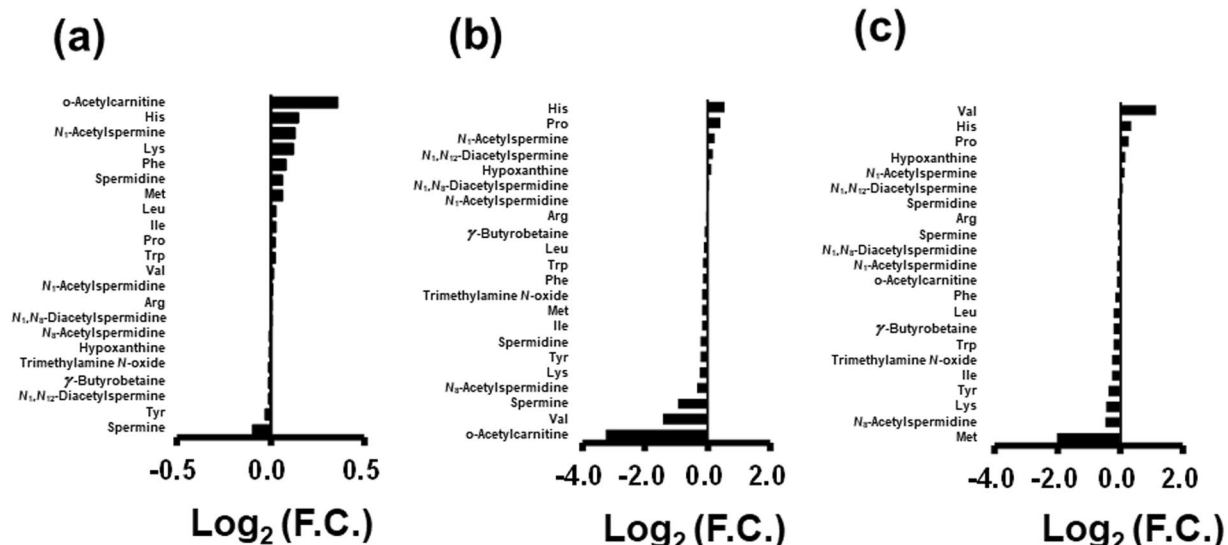 (a)
o-Acetylcarnitine
His
N₁-Acetylspermine
Lys
Phe
Spermidine
Met
Leu
Ile
Pro
Trp
Val
N₁-Acetylspermidine
Arg
N₁,N₈-Diacetylspermidine
N₈-Acetylspermidine
Hypoxanthine
Trimethylamine N-oxide
γ-Butyrobetaine
N₁,N₁₂-Diacetylspermine
Tyr
Spermine
-0.5 0.0 0.5
Log₂ (F.C.)
(b)
His
Pro
N₁-Acetylspermine
N₁,N₁₂-Diacetylspermine
Hypoxanthine
N₁,N₈-Diacetylspermidine
N₁-Acetylspermidine
Arg
γ-Butyrobetaine
Leu
Trp
Phe
Trimethylamine N-oxide
Met
Ile
Spermidine
Tyr
Lys
N₈-Acetylspermidine
Spermine
Val
o-Acetylcarnitine
-4.0 -2.0 0.0 2.0
Log₂ (F.C.)
(c)
Val
His
Pro
Hypoxanthine
N₁-Acetylspermine
N₁,N₁₂-Diacetylspermine
Spermidine
Arg
Spermine
N₁,N₈-Diacetylspermidine
N₁-Acetylspermidine
o-Acetylcarnitine
Phe
Leu
γ-Butyrobetaine
Trp
Trimethylamine N-oxide
Ile
Tyr
Lys
N₈-Acetylspermidine
Met
-4.0 -2.0 0.0 2.0
Log₂ (F.C.)